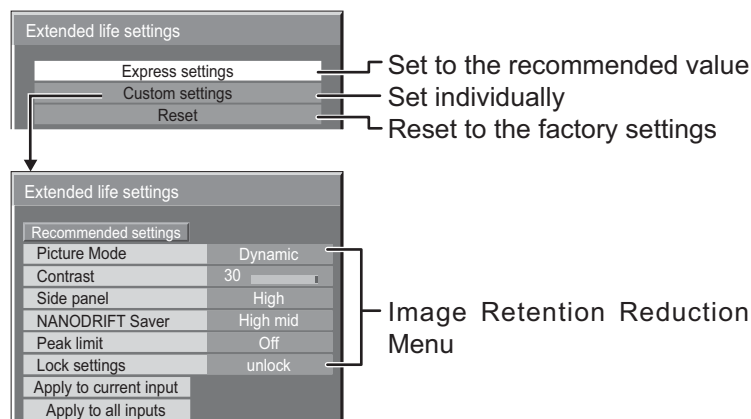 Extended life settings
Express settings
Custom settings
Reset
Set to the recommended value
Set individually
Reset to the factory settings
Extended life settings
Recommended settings
Picture Mode Dynamic
Contrast 30
Side panel High
NANODRIFT Saver High mid
Peak limit Off
Lock settings unlock
Apply to current input
Apply to all inputs
Image Retention Reduction
Menu